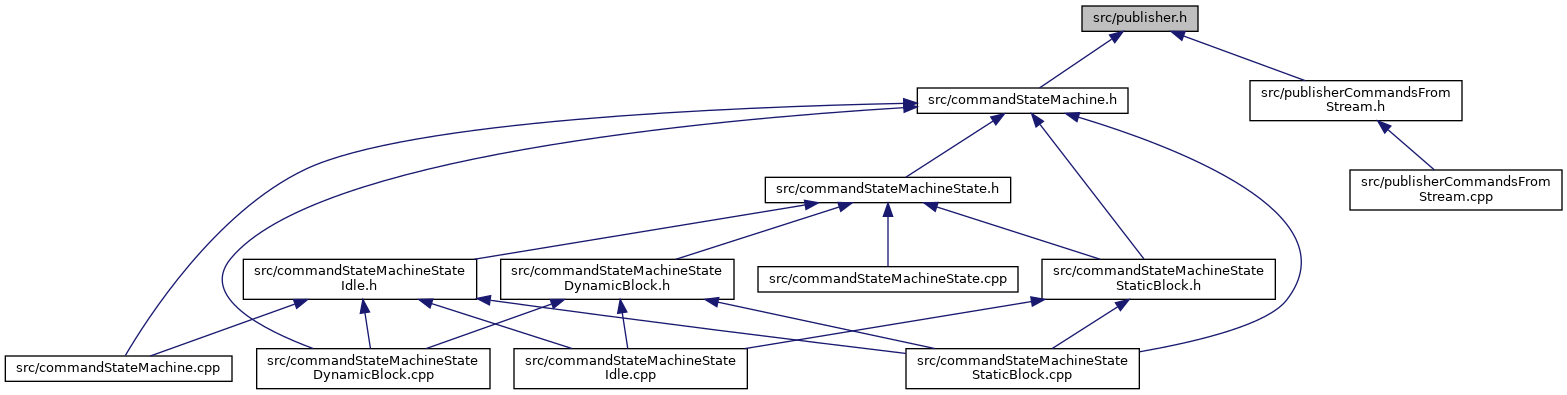 src/publisher.h
src/commandStateMachine.h
src/publisherCommandsFrom
Stream.h
src/commandStateMachineState.h
src/publisherCommandsFrom
Stream.cpp
src/commandStateMachineState
Idle.h
src/commandStateMachineState
DynamicBlock.h
src/commandStateMachineState.cpp
src/commandStateMachineState
StaticBlock.h
src/commandStateMachine.cpp
src/commandStateMachineState
DynamicBlock.cpp
src/commandStateMachineState
Idle.cpp
src/commandStateMachineState
StaticBlock.cpp